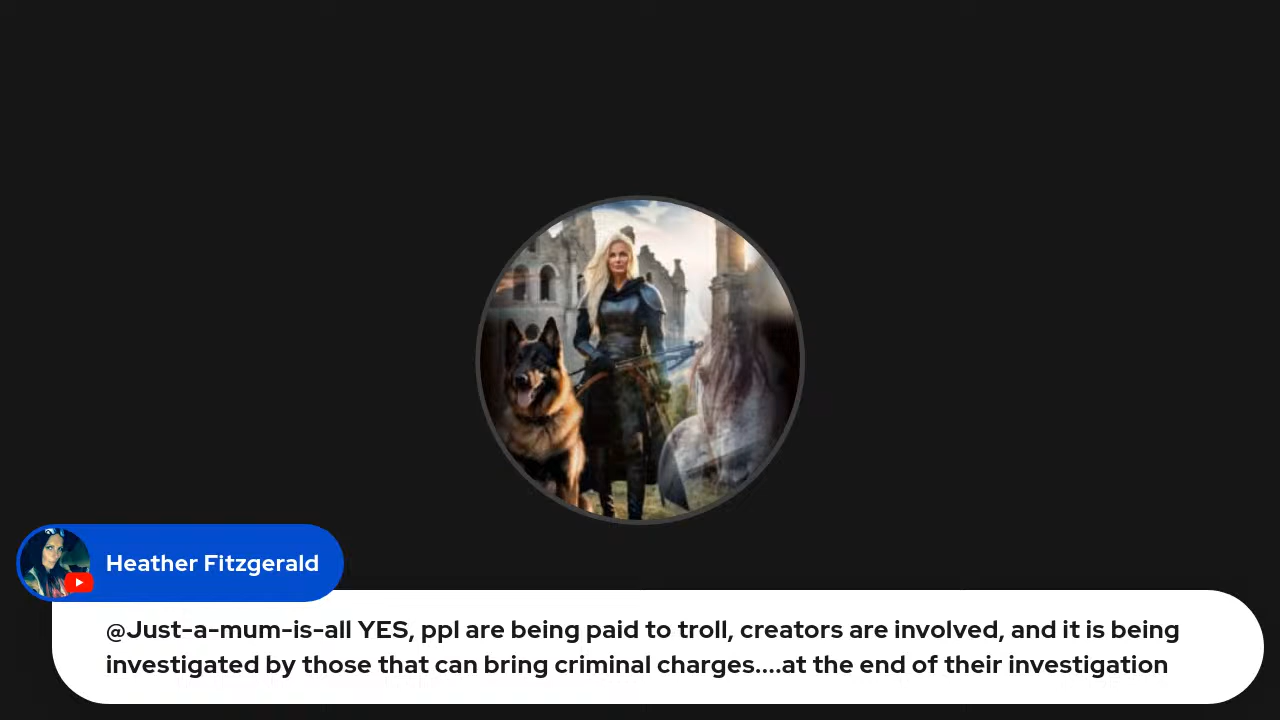 Heather Fitzgerald
@Just-a-mum-is-all YES, ppl are being paid to troll, creators are involved, and it is being
investigated by those that can bring criminal charges....at the end of their investigation